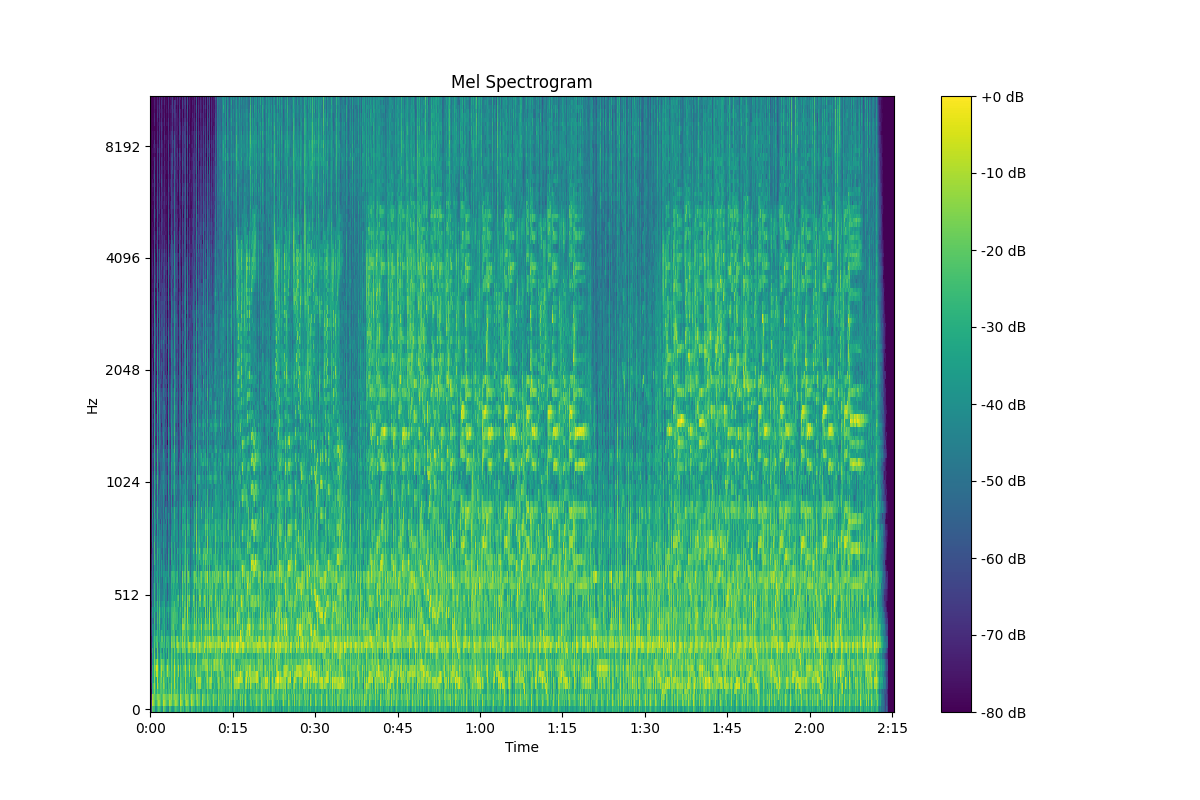 Mel Spectrogram
Hz
8192
4096
2048
1024
512
0
0:00 0:15 0:30 0:45 1:00 1:15 1:30 1:45 2:00 2:15
Time
+0 dB
-10 dB
-20 dB
-30 dB
-40 dB
-50 dB
-60 dB
-70 dB
-80 dB